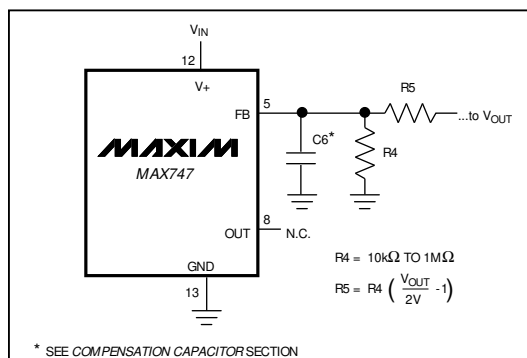 VIN
12
V+
FB
5
R5
...to VOUT
C6*
R4
MAXIM
MAX747
8
OUT
N.C.
GND
13
R4 = 10kΩ TO 1MΩ
R5 = R4 ( VOUT / 2V - 1 )
* SEE COMPENSATION CAPACITOR SECTION